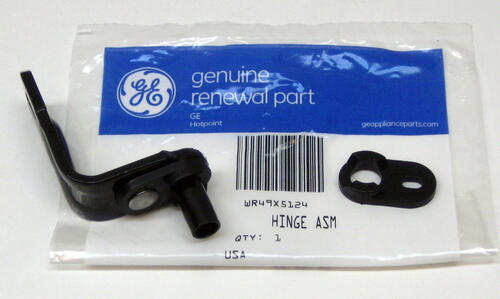 GE
genuine
renewal part
GE
Hotpoint
geapplianceparts.com
WR49X5124
HINGE ASM
QTY: 1
USA